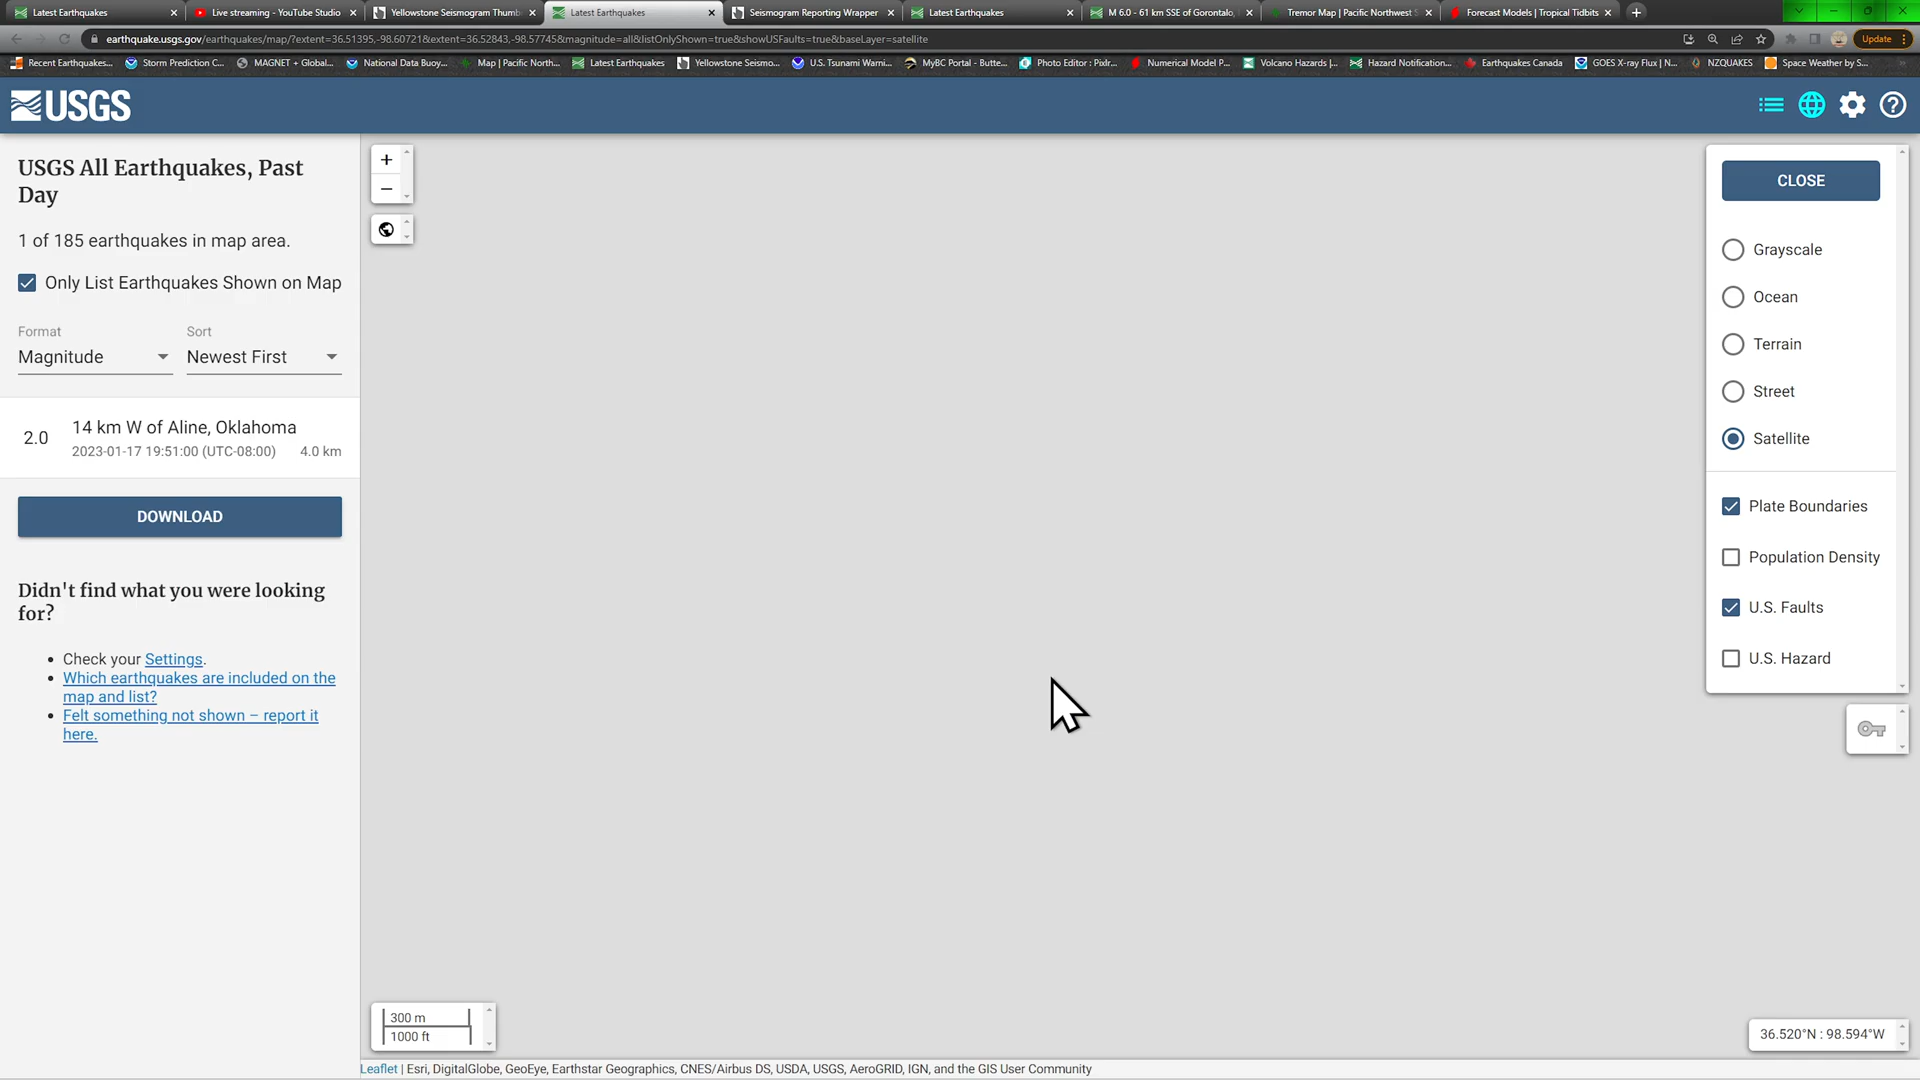 Latest Earthquakes
Live streaming - YouTube Studio
Yellowstone Seismogram Thumb
Latest Earthquakes
Seismogram Reporting Wrapper
Latest Earthquakes
M 6.0 - 61 km SSE of Gorontalo,
Tremor Map | Pacific Northwest S
Forecast Models | Tropical Tidbits
earthquake.usgs.gov/earthquakes/map/?extent=36.51395,-98.60721&extent=36.52843,-98.57745&magnitude=all&listOnlyShown=true&showUSFaults=true&baseLayer=satellite
Update
Recent Earthquakes...
Storm Prediction C...
MAGNET + Global...
National Data Buoy...
Map | Pacific North...
Latest Earthquakes
Yellowstone Seismo...
U.S. Tsunami Warni...
MyBC Portal - Butte...
Photo Editor : Pixlr...
Numerical Model P...
Volcano Hazards |...
Hazard Notification...
Earthquakes Canada
GOES X-ray Flux | N...
NZQUAKES
Space Weather by S...
USGS
USGS All Earthquakes, Past
Day
1 of 185 earthquakes in map area.
Only List Earthquakes Shown on Map
Format
Sort
Magnitude
Newest First
2.0
14 km W of Aline, Oklahoma
2023-01-17 19:51:00 (UTC-08:00)
4.0 km
DOWNLOAD
Didn't find what you were looking
for?
• Check your Settings.
• Which earthquakes are included on the
map and list?
• Felt something not shown – report it
here.
+
−
CLOSE
Grayscale
Ocean
Terrain
Street
Satellite
Plate Boundaries
Population Density
U.S. Faults
U.S. Hazard
300 m
1000 ft
36.520°N : 98.594°W
Leaflet | Esri, DigitalGlobe, GeoEye, Earthstar Geographics, CNES/Airbus DS, USDA, USGS, AeroGRID, IGN, and the GIS User Community